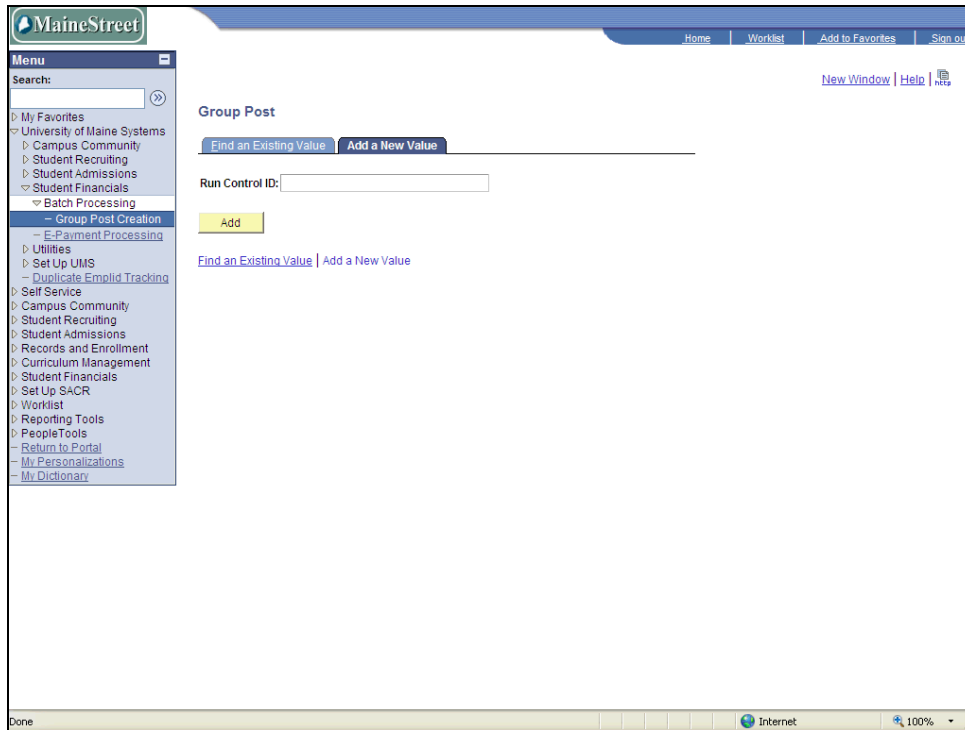 MaineStreet
Home | Worklist | Add to Favorites | Sign ou
Menu
Search:
New Window | Help | http
My Favorites
University of Maine Systems
Campus Community
Student Recruiting
Student Admissions
Student Financials
Batch Processing
– Group Post Creation
– E-Payment Processing
Utilities
Set Up UMS
– Duplicate Emplid Tracking
Self Service
Campus Community
Student Recruiting
Student Admissions
Records and Enrollment
Curriculum Management
Student Financials
Set Up SACR
Worklist
Reporting Tools
PeopleTools
– Return to Portal
– My Personalizations
– My Dictionary
Group Post
Find an Existing Value Add a New Value
Run Control ID:
Add
Find an Existing Value | Add a New Value
Done Internet 100%